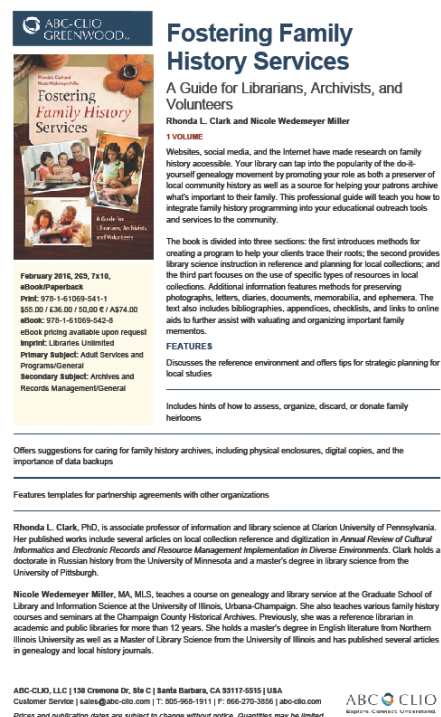 ABC-CLIO
GREENWOOD
Rhonda L. Clark and
Nicole Wedemeyer Miller
Fostering
Family History
Services
A Guide for
Librarians, Archivists,
and Volunteers
February 2016, 269, 7x10,
eBook/Paperback
Print: 978-1-61069-541-1
$55.00 / £36.00 / 50,00 € / A$74.00
eBook: 978-1-61069-542-8
eBook pricing available upon request
Imprint: Libraries Unlimited
Primary Subject: Adult Services and
Programs/General
Secondary Subject: Archives and
Records Management/General
Fostering Family
History Services
A Guide for Librarians, Archivists, and
Volunteers
Rhonda L. Clark and Nicole Wedemeyer Miller
1 VOLUME
Websites, social media, and the Internet have made research on family
history accessible. Your library can tap into the popularity of the do-it-
yourself genealogy movement by promoting your role as both a preserver of
local community history as well as a source for helping your patrons archive
what's important to their family. This professional guide will teach you how to
integrate family history programming into your educational outreach tools
and services to the community.
The book is divided into three sections: the first introduces methods for
creating a program to help your clients trace their roots; the second provides
library science instruction in reference and planning for local collections; and
the third part focuses on the use of specific types of resources in local
collections. Additional information features methods for preserving
photographs, letters, diaries, documents, memorabilia, and ephemera. The
text also includes bibliographies, appendices, checklists, and links to online
aids to further assist with valuating and organizing important family
mementos.
FEATURES
Discusses the reference environment and offers tips for strategic planning for
local studies
Includes hints of how to assess, organize, discard, or donate family
heirlooms
Offers suggestions for caring for family history archives, including physical enclosures, digital copies, and the
importance of data backups
Features templates for partnership agreements with other organizations
Rhonda L. Clark, PhD, is associate professor of information and library science at Clarion University of Pennsylvania.
Her published works include several articles on local collection reference and digitization in Annual Review of Cultural
Informatics and Electronic Records and Resource Management Implementation in Diverse Environments. Clark holds a
doctorate in Russian history from the University of Minnesota and a master's degree in library science from the
University of Pittsburgh.
Nicole Wedemeyer Miller, MA, MLS, teaches a course on genealogy and library service at the Graduate School of
Library and Information Science at the University of Illinois, Urbana-Champaign. She also teaches various family history
courses and seminars at the Champaign County Historical Archives. Previously, she was a reference librarian in
academic and public libraries for more than 12 years. She holds a master's degree in English literature from Northern
Illinois University as well as a Master of Library Science from the University of Illinois and has published several articles
in genealogy and local history journals.
ABC-CLIO, LLC | 130 Cremona Dr, Ste C | Santa Barbara, CA 93117-5515 | USA
Customer Service | sales@abc-clio.com | T: 805-968-1911 | F: 866-270-3856 | abc-clio.com
Prices and publication dates are subject to change without notice. Quantities may be limited.
ABC CLIO
Explore. Connect. Understand.